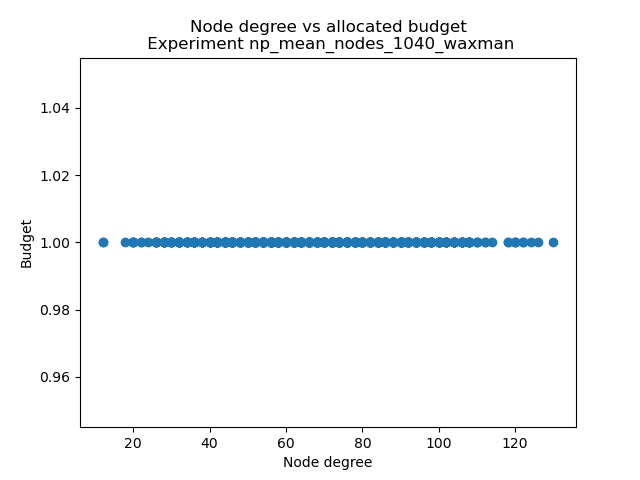 Node degree vs allocated budget
Experiment np_mean_nodes_1040_waxman
1.04
1.02
1.00
0.98
0.96
Budget
20 40 60 80 100 120
Node degree